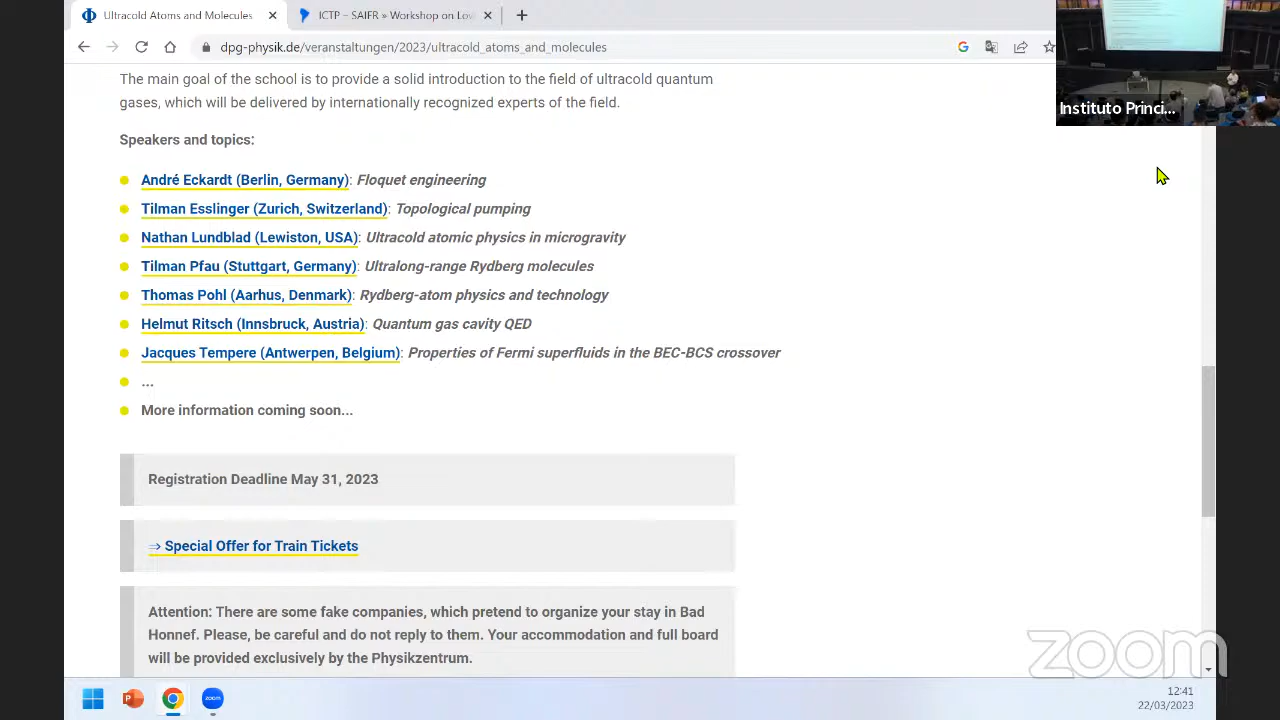 Ultracold Atoms and Molecules
ICTP - SAIFR
dpg-physik.de/veranstaltungen/20
d_atoms_and_molecules
Instituto Princi...
The main goal of the school is to provide a solid introduction to the field of ultracold quantum
gases, which will be delivered by internationally recognized experts of the field.
Speakers and topics:
André Eckardt (Berlin, Germany): Floquet engineering
Tilman Esslinger (Zurich, Switzerland): Topological pumping
Nathan Lundblad (Lewiston, USA): Ultracold atomic physics in microgravity
Tilman Pfau (Stuttgart, Germany): Ultralong-range Rydberg molecules
Thomas Pohl (Aarhus, Denmark): Rydberg-atom physics and technology
Helmut Ritsch (Innsbruck, Austria): Quantum gas cavity QED
Jacques Tempere (Antwerpen, Belgium): Properties of Fermi superfluids in the BEC-BCS crossover
...
More information coming soon...
Registration Deadline May 31, 2023
⇒ Special Offer for Train Tickets
Attention: There are some fake companies, which pretend to organize your stay in Bad
Honnef. Please, be careful and do not reply to them. Your accommodation and full board
will be provided exclusively by the Physikzentrum.
zoom
zoom
12:41
22/03/2023